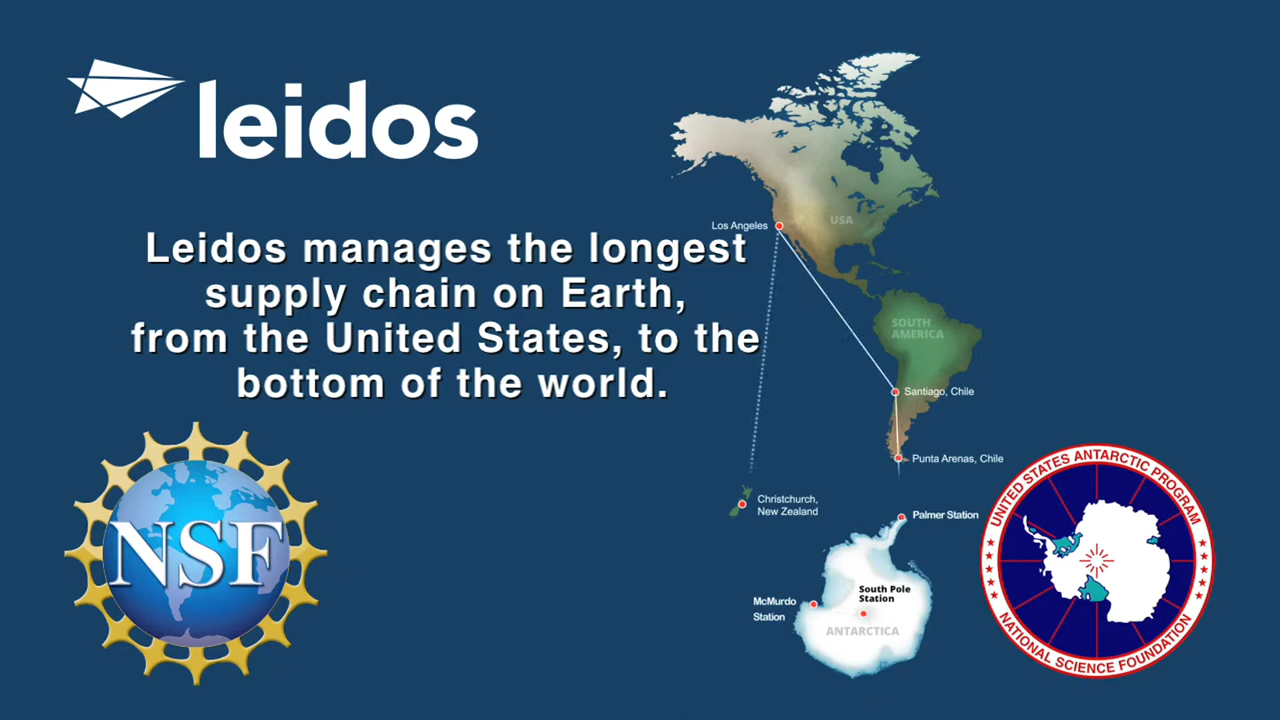 leidos
Leidos manages the longest
supply chain on Earth,
from the United States, to the
bottom of the world.
NSF
USA
Los Angeles
SOUTH
AMERICA
Santiago, Chile
Punta Arenas, Chile
Christchurch,
New Zealand
Palmer Station
McMurdo
Station
South Pole
Station
ANTARCTICA
UNITED STATES ANTARCTIC PROGRAM
NATIONAL SCIENCE FOUNDATION